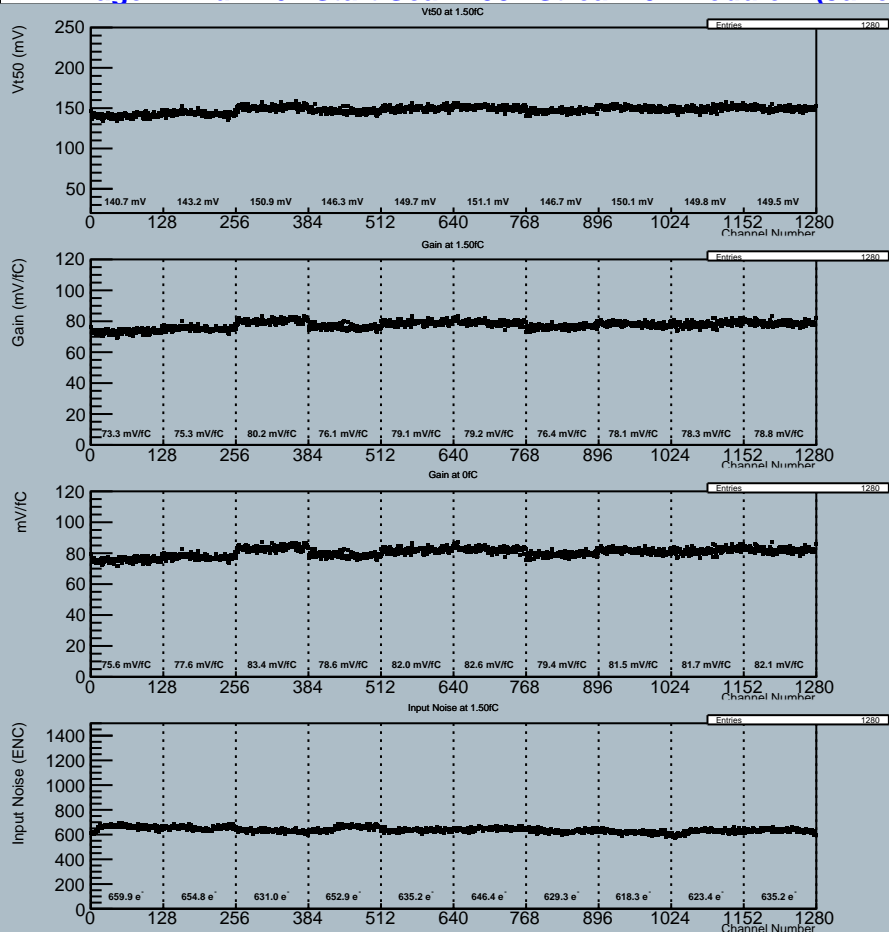 Vt50 at 1.50fC
Entries 1280
Vt50 (mV)
250
200
150
100
50
140.7 mV 143.2 mV 150.9 mV 146.3 mV 149.7 mV 151.1 mV 146.7 mV 150.1 mV 149.8 mV 149.5 mV
0 128 256 384 512 640 768 896 1024 1152 1280
Channel Number
Gain at 1.50fC
Entries 1280
Gain (mV/fC)
120
100
80
60
40
20
0
73.3 mV/fC 75.3 mV/fC 80.2 mV/fC 76.1 mV/fC 79.1 mV/fC 79.2 mV/fC 76.4 mV/fC 78.1 mV/fC 78.3 mV/fC 78.8 mV/fC
0 128 256 384 512 640 768 896 1024 1152 1280
Channel Number
Gain at 0fC
Entries 1280
mV/fC
120
100
80
60
40
20
0
75.6 mV/fC 77.6 mV/fC 83.4 mV/fC 78.6 mV/fC 82.0 mV/fC 82.6 mV/fC 79.4 mV/fC 81.5 mV/fC 81.7 mV/fC 82.1 mV/fC
0 128 256 384 512 640 768 896 1024 1152 1280
Channel Number
Input Noise at 1.50fC
Entries 1280
Input Noise (ENC)
1400
1200
1000
800
600
400
200
0
659.9 e⁻ 654.8 e⁻ 631.0 e⁻ 652.9 e⁻ 635.2 e⁻ 646.4 e⁻ 629.3 e⁻ 618.3 e⁻ 623.4 e⁻ 635.2 e⁻
0 128 256 384 512 640 768 896 1024 1152 1280
Channel Number